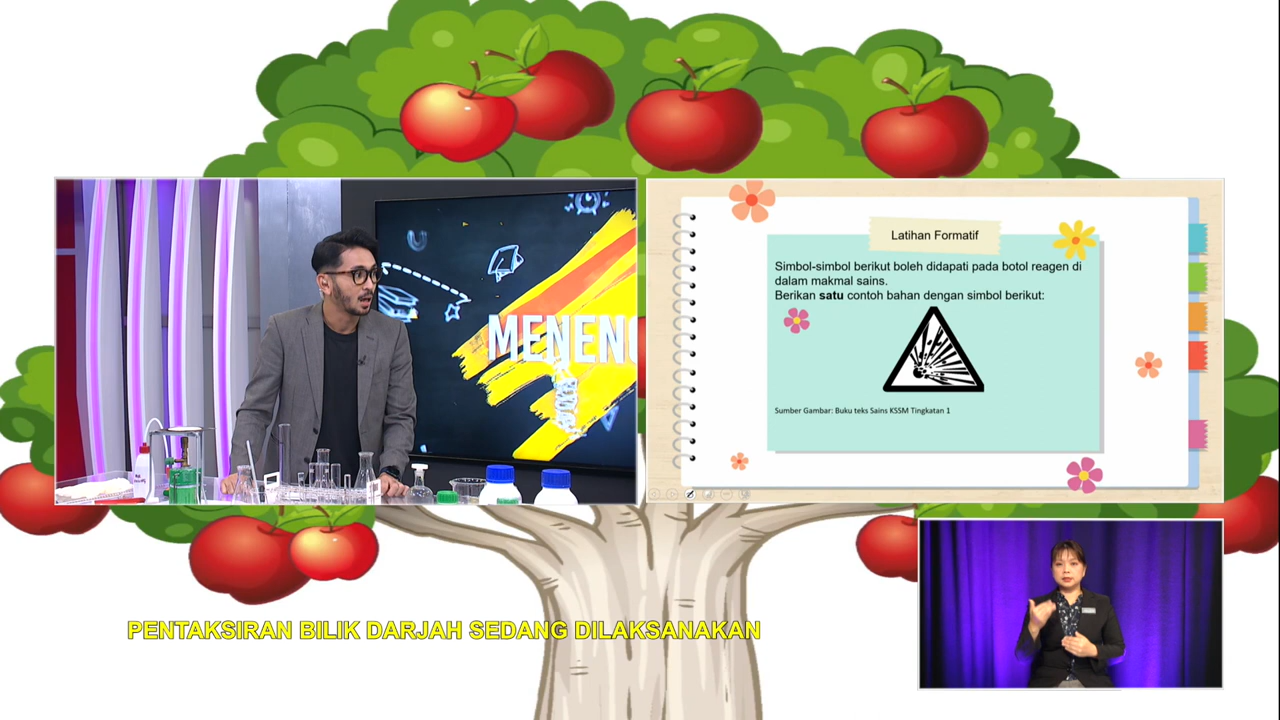 MENEN
Latihan Formatif
Simbol-simbol berikut boleh didapati pada botol reagen di
dalam makmal sains.
Berikan satu contoh bahan dengan simbol berikut:
Sumber Gambar: Buku teks Sains KSSM Tingkatan 1
PENTAKSIRAN BILIK DARJAH SEDANG DILAKSANAKAN